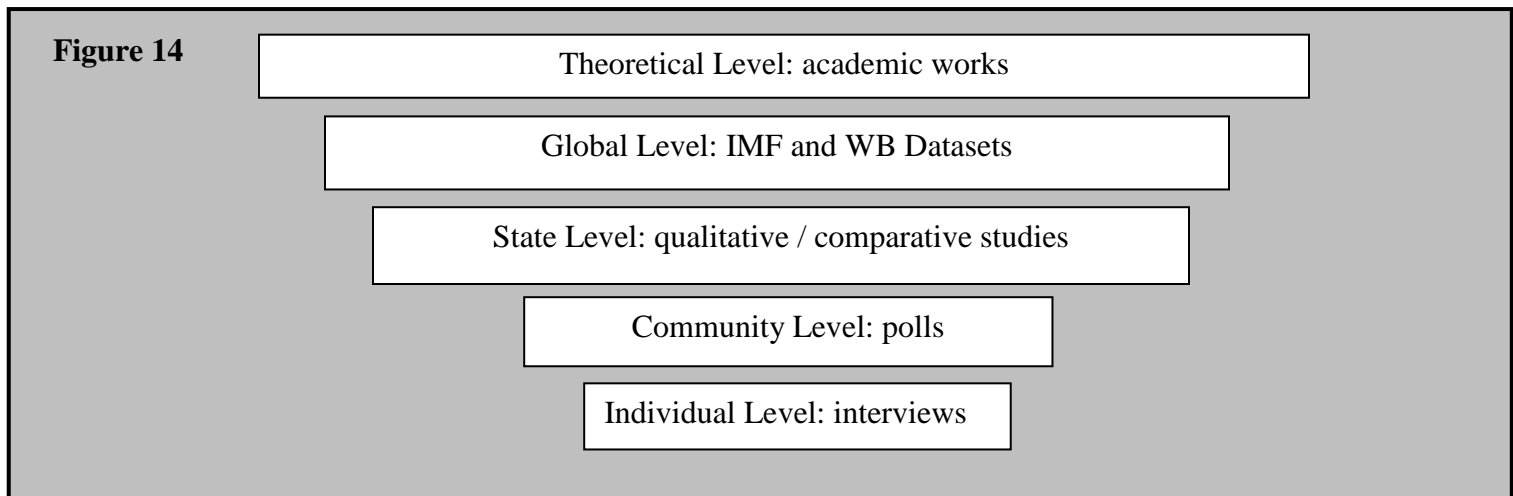 Figure 14
Theoretical Level: academic works
Global Level: IMF and WB Datasets
State Level: qualitative / comparative studies
Community Level: polls
Individual Level: interviews